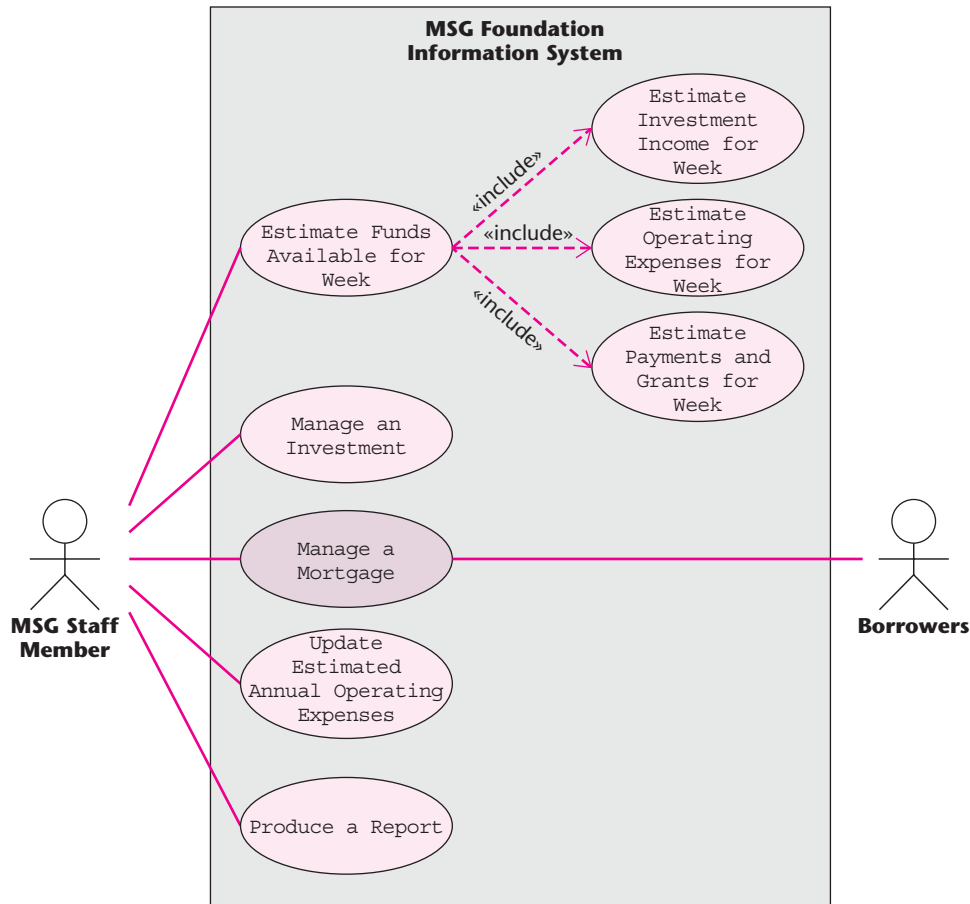 MSG Foundation
Information System
Estimate
Investment
Income for
Week
«include»
Estimate Funds
Available for
Week
«include»
Estimate
Operating
Expenses for
Week
«include»
Estimate
Payments and
Grants for
Week
Manage an
Investment
Manage a
Mortgage
MSG Staff
Member
Borrowers
Update
Estimated
Annual Operating
Expenses
Produce a Report